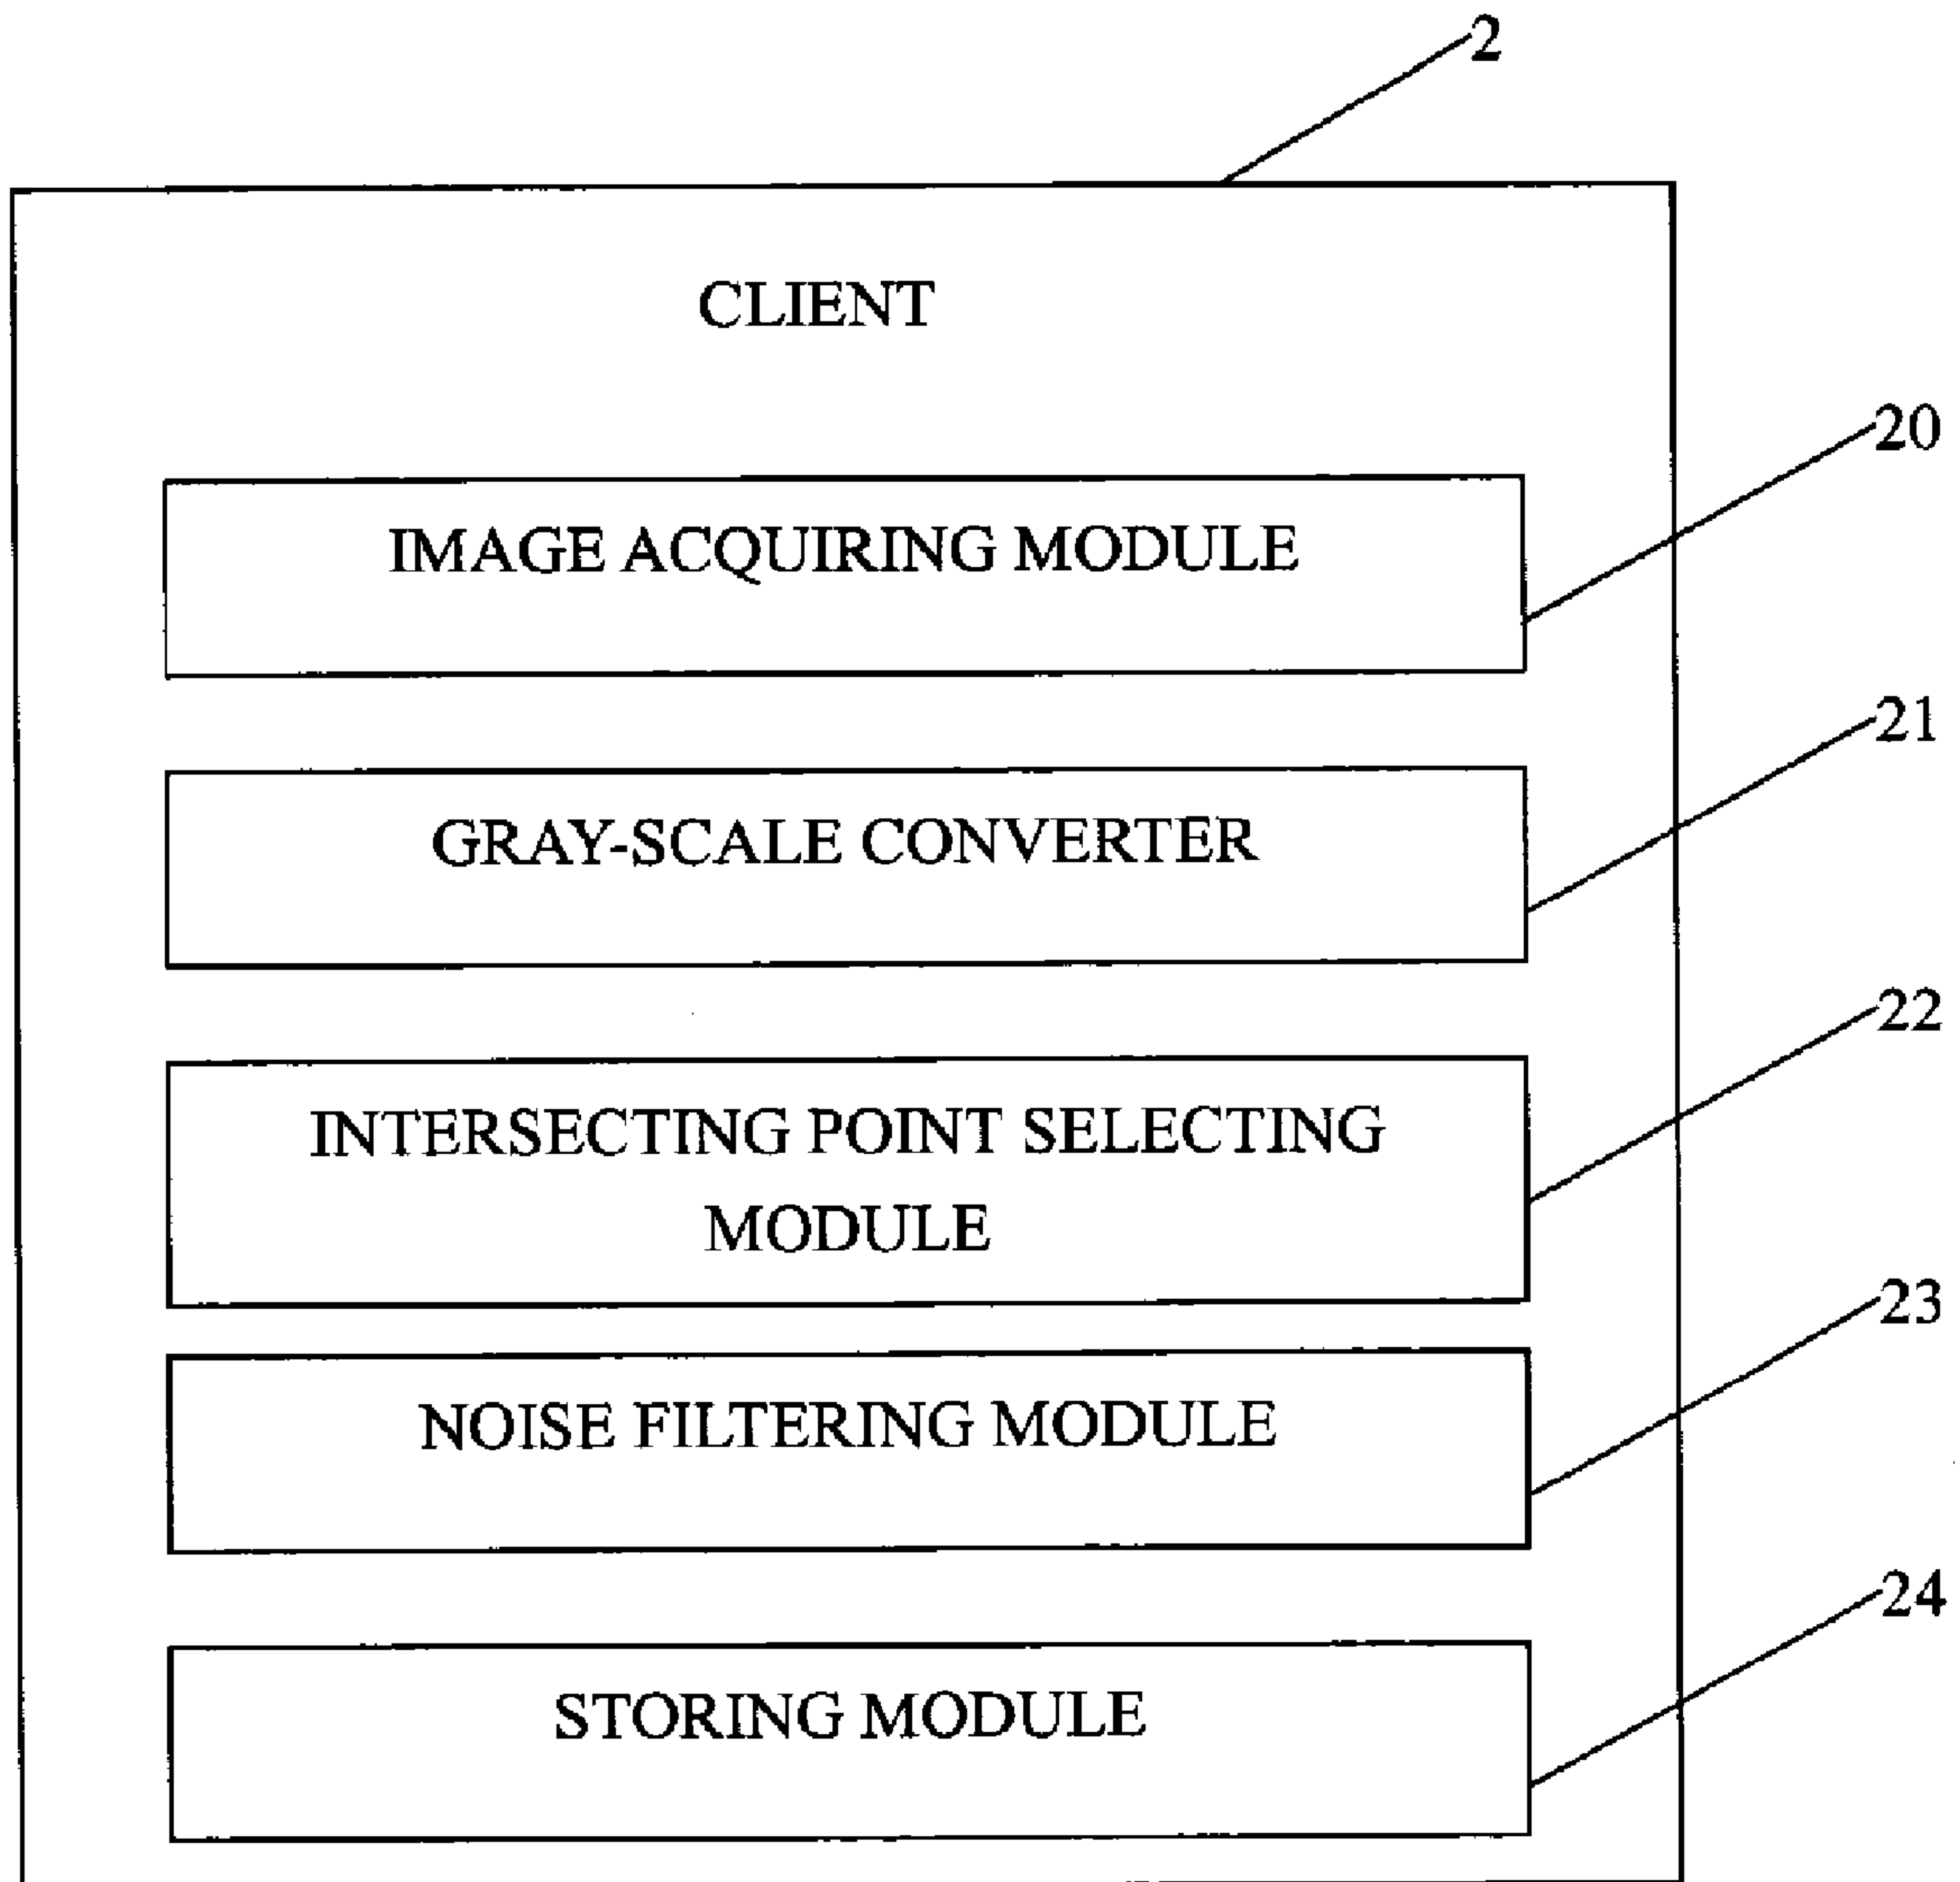 2
CLIENT
20
IMAGE ACQUIRING MODULE
21
GRAY-SCALE CONVERTER
22
INTERSECTING POINT SELECTING
MODULE
23
NOISE FILTERING MODULE
24
STORING MODULE